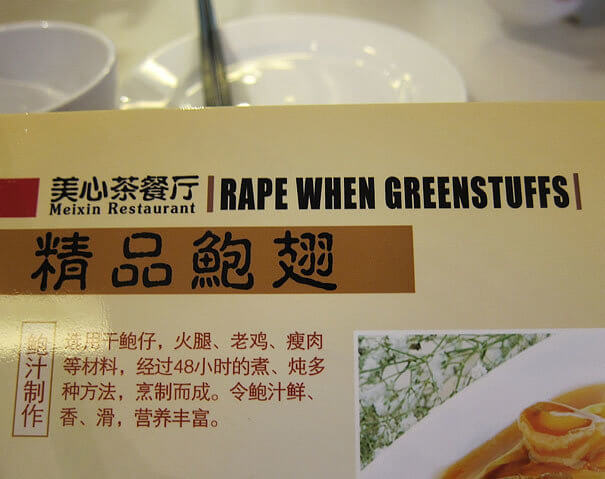 美心茶餐厅 | RAPE WHEN GREENSTUFFS |
Meixin Restaurant
精品鲍翅
鲍汁制作
选用干鲍仔，火腿、老鸡、瘦肉
等材料，经过48小时的煮、炖多
种方法，烹制而成。令鲍汁鲜、
香、滑，营养丰富。